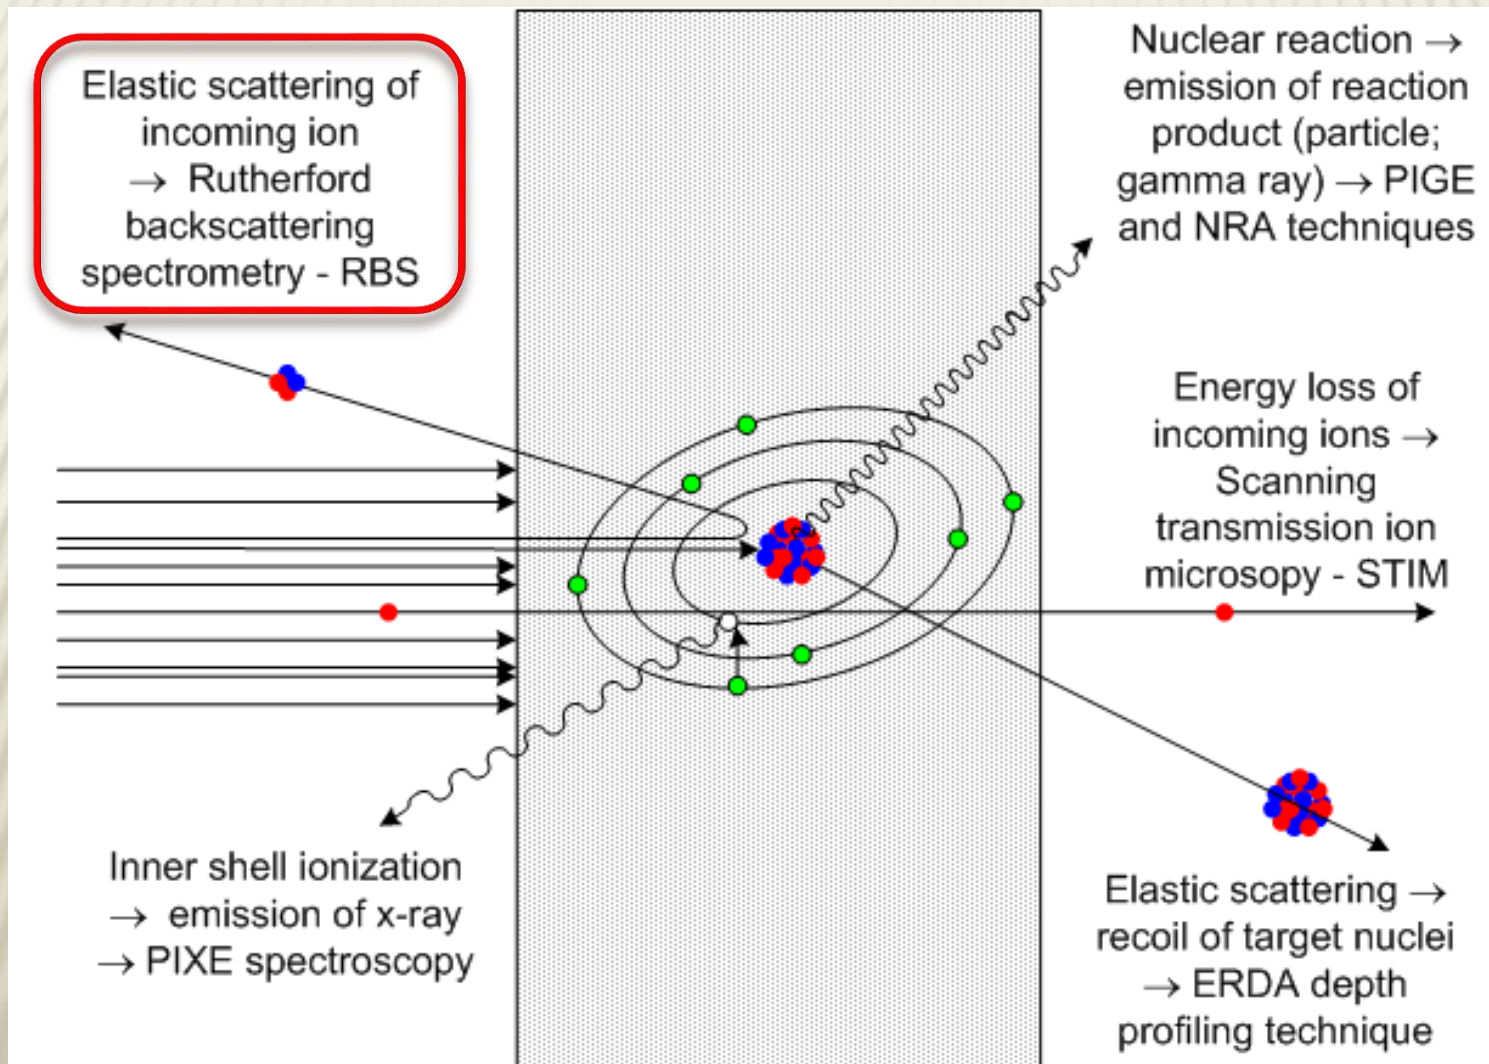 Elastic scattering of
incoming ion
→ Rutherford
backscattering
spectrometry - RBS
Nuclear reaction →
emission of reaction
product (particle;
gamma ray) → PIGE
and NRA techniques
Energy loss of
incoming ions →
Scanning
transmission ion
microsopy - STIM
Inner shell ionization
→ emission of x-ray
→ PIXE spectroscopy
Elastic scattering →
recoil of target nuclei
→ ERDA depth
profiling technique